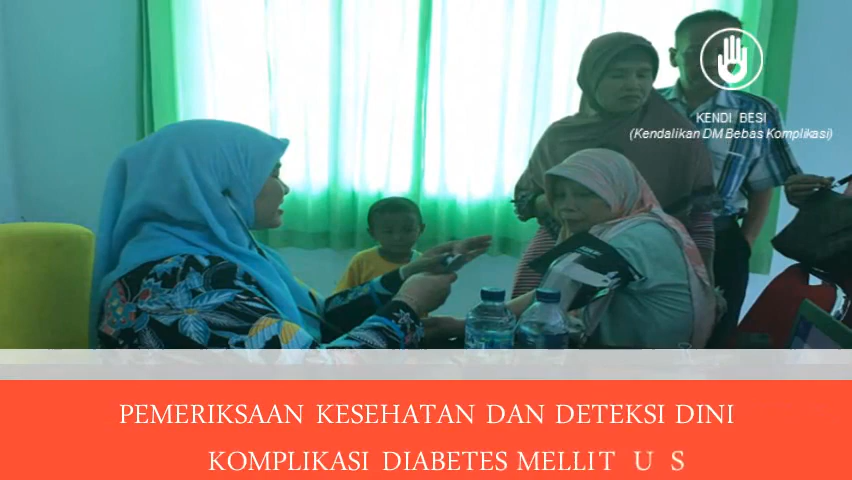 KENDI BESI
(Kendalikan DM Bebas Komplikasi)
PEMERIKSAAN KESEHATAN DAN DETEKSI DINI
KOMPLIKASI DIABETES MELLIT U S